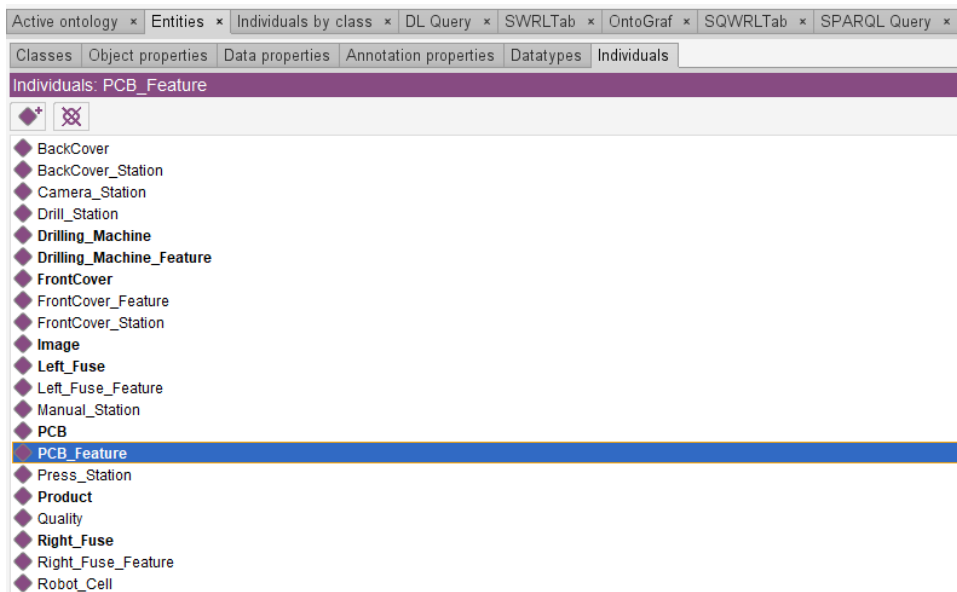 Active ontology × Entities × Individuals by class × DL Query × SWRLTab × OntoGraf × SQWRLTab × SPARQL Query ×
Classes Object properties Data properties Annotation properties Datatypes Individuals
Individuals: PCB_Feature
BackCover
BackCover_Station
Camera_Station
Drill_Station
Drilling_Machine
Drilling_Machine_Feature
FrontCover
FrontCover_Feature
FrontCover_Station
Image
Left_Fuse
Left_Fuse_Feature
Manual_Station
PCB
PCB_Feature
Press_Station
Product
Quality
Right_Fuse
Right_Fuse_Feature
Robot_Cell